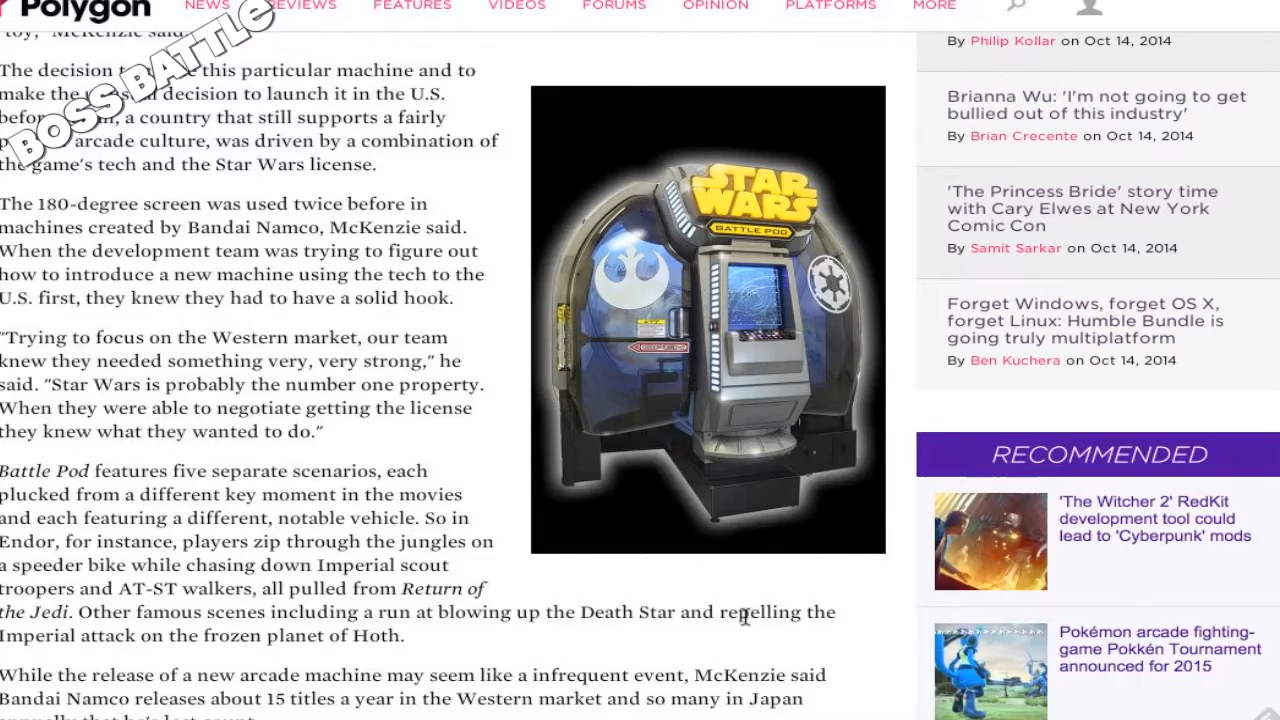 Polygon
NEWS REVIEWS FEATURES VIDEOS FORUMS OPINION PLATFORMS MORE
BOSS BATTLE
toy," McKenzie said.
The decision this particular machine and to
make the decision to launch it in the U.S.
a country that still supports a fairly
arcade culture, was driven by a combination of
the game's tech and the Star Wars license.
The 180-degree screen was used twice before in
machines created by Bandai Namco, McKenzie said.
When the development team was trying to figure out
how to introduce a new machine using the tech to the
U.S. first, they knew they had to have a solid hook.
"Trying to focus on the Western market, our team
knew they needed something very, very strong," he
said. "Star Wars is probably the number one property.
When they were able to negotiate getting the license
they knew what they wanted to do."
Battle Pod features five separate scenarios, each
plucked from a different key moment in the movies
and each featuring a different, notable vehicle. So in
Endor, for instance, players zip through the jungles on
a speeder bike while chasing down Imperial scout
troopers and AT-ST walkers, all pulled from Return of
the Jedi. Other famous scenes including a run at blowing up the Death Star and repelling the
Imperial attack on the frozen planet of Hoth.
While the release of a new arcade machine may seem like a infrequent event, McKenzie said
Bandai Namco releases about 15 titles a year in the Western market and so many in Japan
STAR
WARS
BATTLE POD
By Philip Kollar on Oct 14, 2014
Brianna Wu: 'I'm not going to get
bullied out of this industry'
By Brian Crecente on Oct 14, 2014
'The Princess Bride' story time
with Cary Elwes at New York
Comic Con
By Samit Sarkar on Oct 14, 2014
Forget Windows, forget OS X,
forget Linux: Humble Bundle is
going truly multiplatform
By Ben Kuchera on Oct 14, 2014
RECOMMENDED
'The Witcher 2' RedKit
development tool could
lead to 'Cyberpunk' mods
Pokémon arcade fighting-
game Pokkén Tournament
announced for 2015